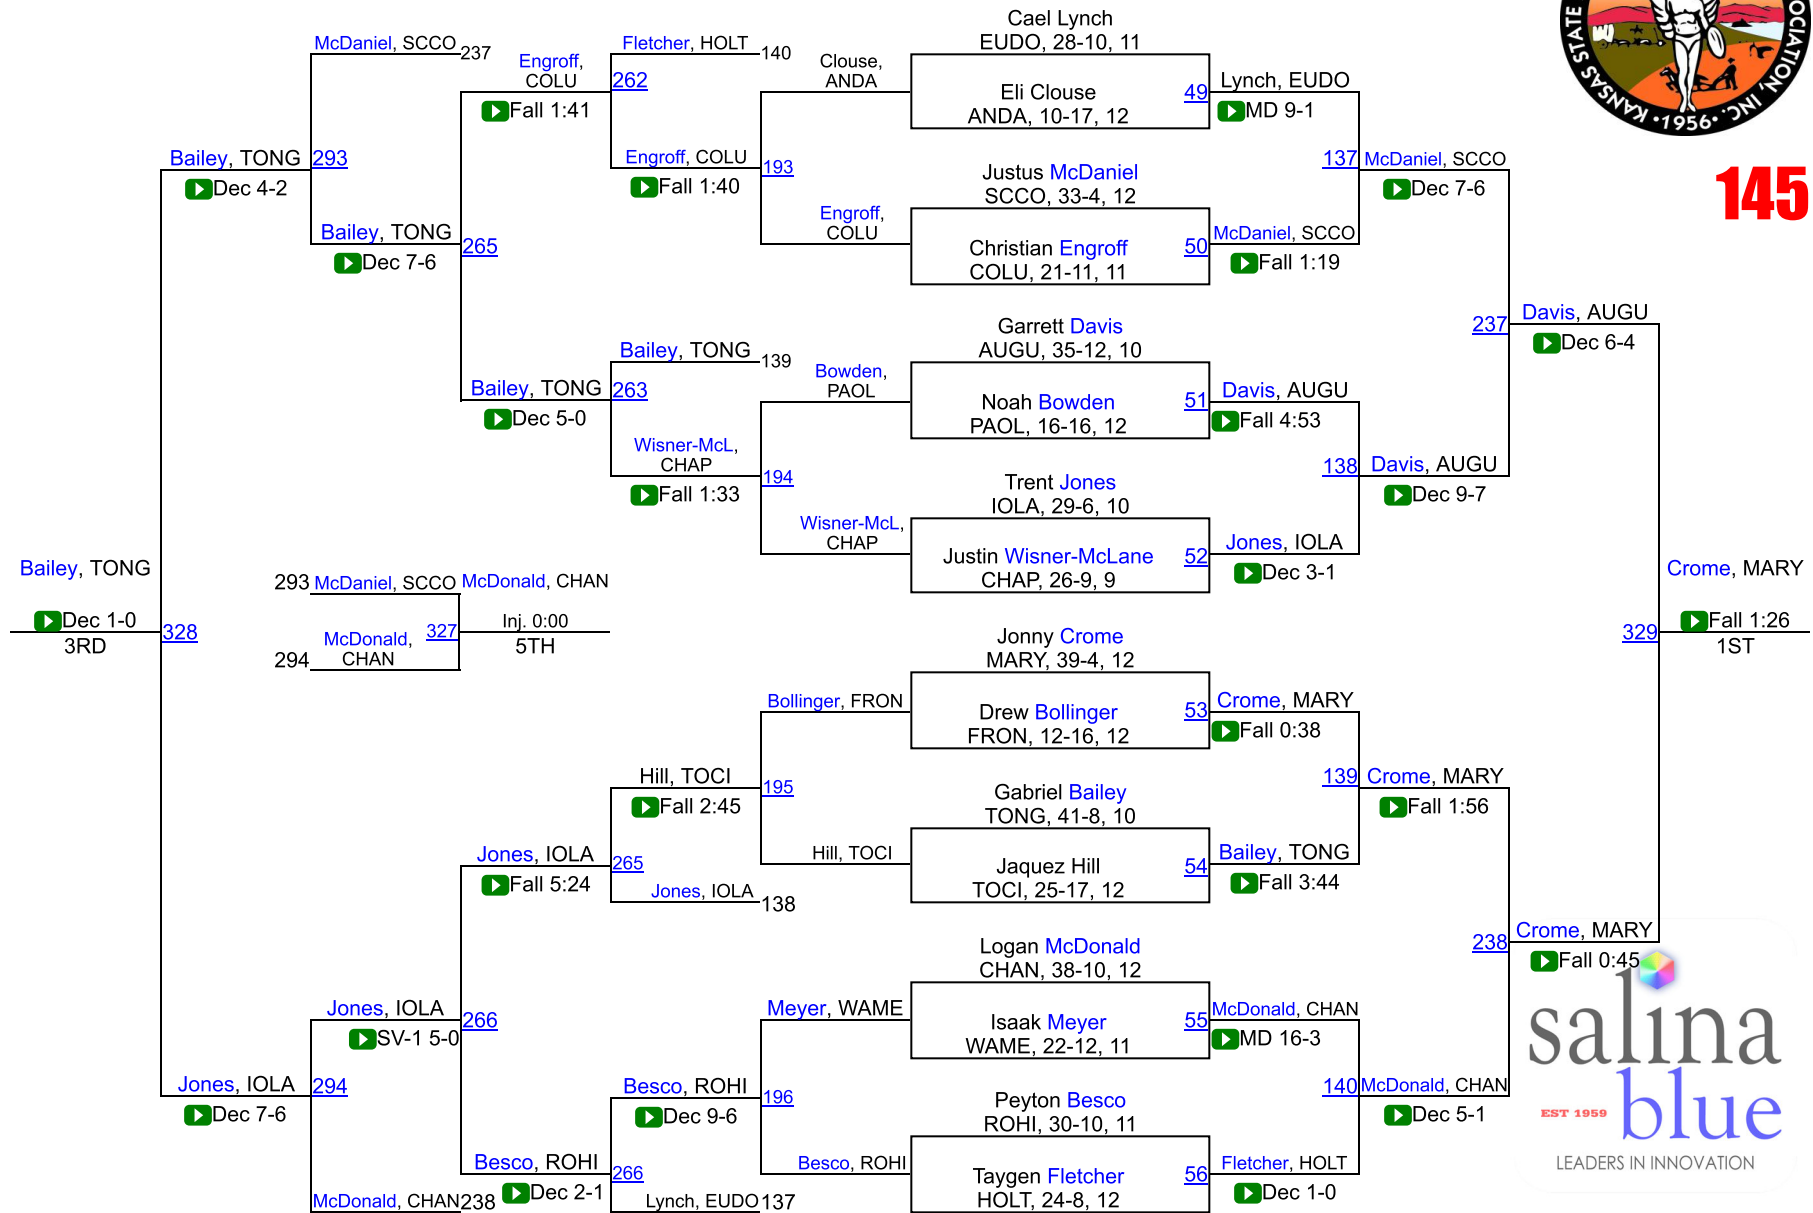 McDaniel, SCCO
237
Engroff,
COLU
Fall 1:41
Fletcher, HOLT
140
262
Engroff, COLU
Fall 1:40
193
Clouse,
ANDA
Engroff,
COLU
Bailey, TONG
Dec 4-2
293
Bailey, TONG
Dec 7-6
265
Bailey, TONG
Dec 5-0
Bailey, TONG
139
263
Wisner-McL,
CHAP
Fall 1:33
194
Bowden,
PAOL
Wisner-McL,
CHAP
Bailey, TONG
Dec 1-0
3RD
328
293
McDaniel, SCCO
McDonald, CHAN
294
McDonald,
CHAN
327
Inj. 0:00
5TH
Bollinger, FRON
Hill, TOCI
Fall 2:45
195
Hill, TOCI
Jones, IOLA
Fall 5:24
265
Jones, IOLA
138
Jones, IOLA
SV-1 5-0
266
Jones, IOLA
Dec 7-6
294
McDonald, CHAN
238
Besco, ROHI
Dec 2-1
266
Besco, ROHI
Dec 9-6
196
Meyer, WAME
Besco, ROHI
Lynch, EUDO
137
Cael Lynch
EUDO, 28-10, 11
Eli Clouse
ANDA, 10-17, 12
49
Lynch, EUDO
MD 9-1
Justus McDaniel
SCCO, 33-4, 12
Christian Engroff
COLU, 21-11, 11
50
McDaniel, SCCO
Fall 1:19
137
McDaniel, SCCO
Dec 7-6
Garrett Davis
AUGU, 35-12, 10
Noah Bowden
PAOL, 16-16, 12
51
Davis, AUGU
Fall 4:53
Trent Jones
IOLA, 29-6, 10
Justin Wisner-McLane
CHAP, 26-9, 9
52
Jones, IOLA
Dec 3-1
138
Davis, AUGU
Dec 9-7
237
Davis, AUGU
Dec 6-4
Jonny Crome
MARY, 39-4, 12
Drew Bollinger
FRON, 12-16, 12
53
Crome, MARY
Fall 0:38
Gabriel Bailey
TONG, 41-8, 10
Jaquez Hill
TOCI, 25-17, 12
54
Bailey, TONG
Fall 3:44
139
Crome, MARY
Fall 1:56
Logan McDonald
CHAN, 38-10, 12
Isaak Meyer
WAME, 22-12, 11
55
McDonald, CHAN
MD 16-3
Peyton Besco
ROHI, 30-10, 11
Taygen Fletcher
HOLT, 24-8, 12
56
Fletcher, HOLT
Dec 1-0
140
McDonald, CHAN
Dec 5-1
238
Crome, MARY
Fall 0:45
329
Crome, MARY
Fall 1:26
1ST
KANSAS STATE
INC.
•1956•
145
salina
EST 1959
blue
LEADERS IN INNOVATION